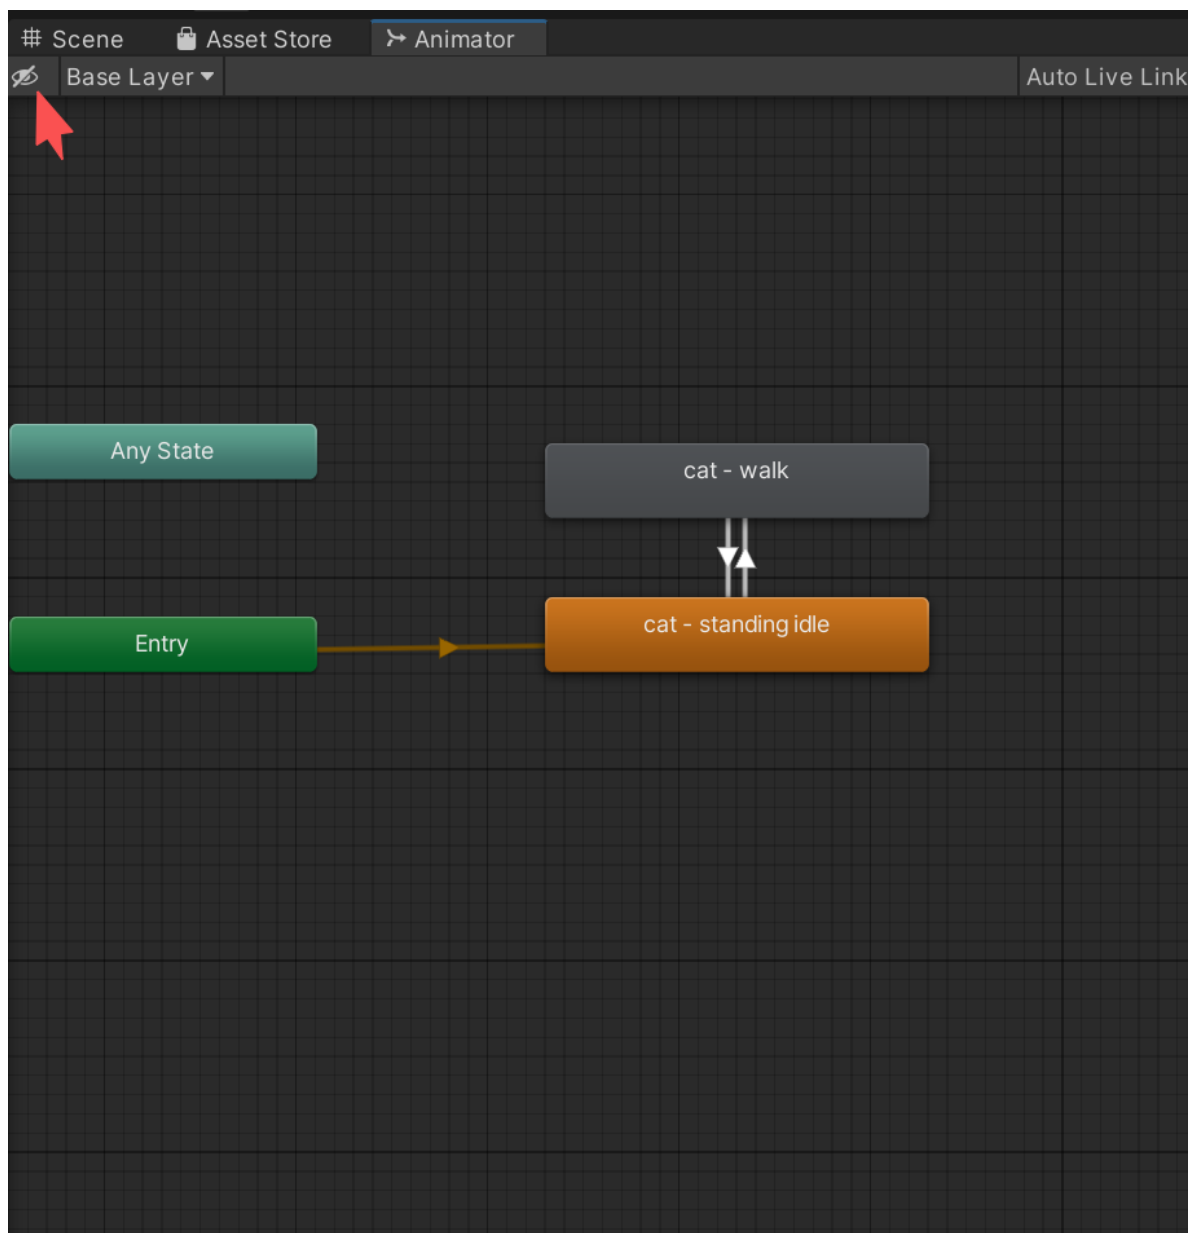 Scene Asset Store Animator
Base Layer Auto Live Link
Any State
cat - walk
cat - standing idle
Entry